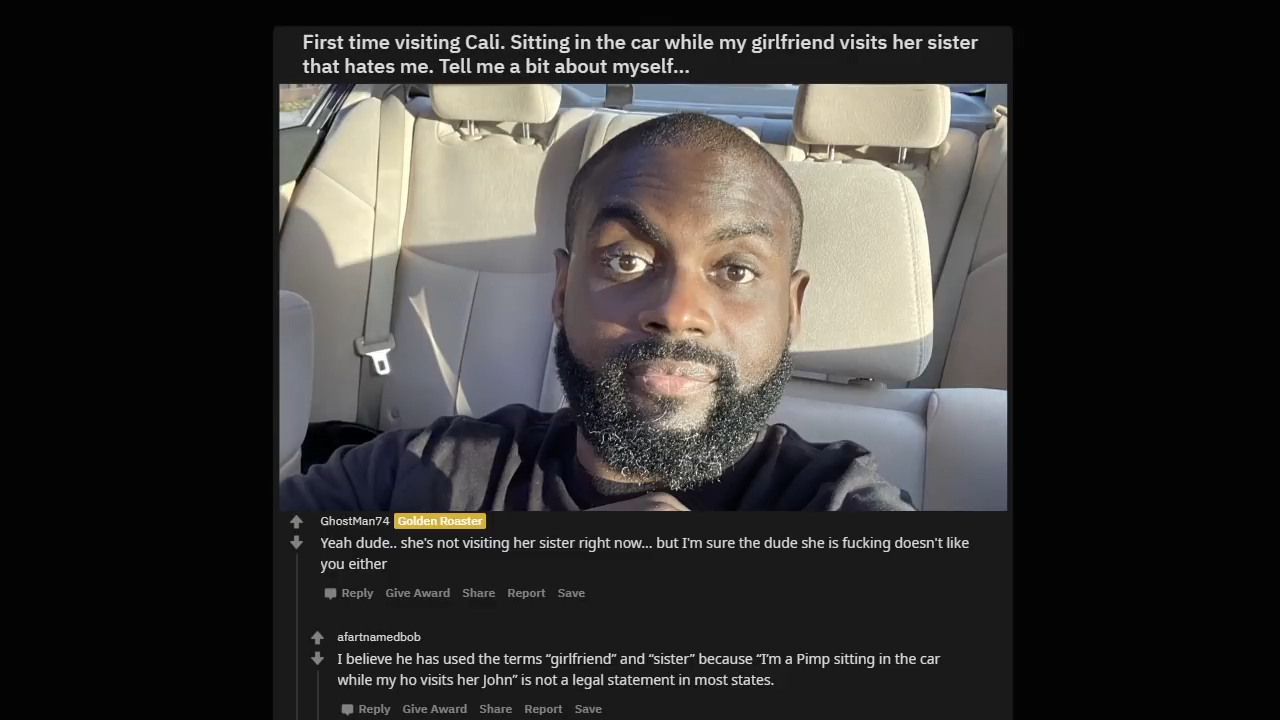 First time visiting Cali. Sitting in the car while my girlfriend visits her sister
that hates me. Tell me a bit about myself...
GhostMan74 Golden Roaster
Yeah dude.. she's not visiting her sister right now... but I'm sure the dude she is fucking doesn't like
you either
Reply Give Award Share Report Save
afartnamedbob
I believe he has used the terms “girlfriend” and “sister” because “I’m a Pimp sitting in the car
while my ho visits her John” is not a legal statement in most states.
Reply Give Award Share Report Save